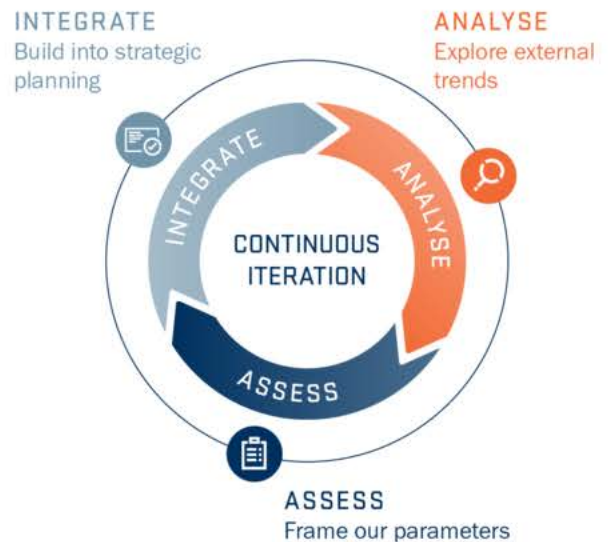 INTEGRATE
Build into strategic
planning
ANALYSE
Explore external
trends
INTEGRATE
ANALYSE
CONTINUOUS
ITERATION
ASSESS
ASSESS
Frame our parameters